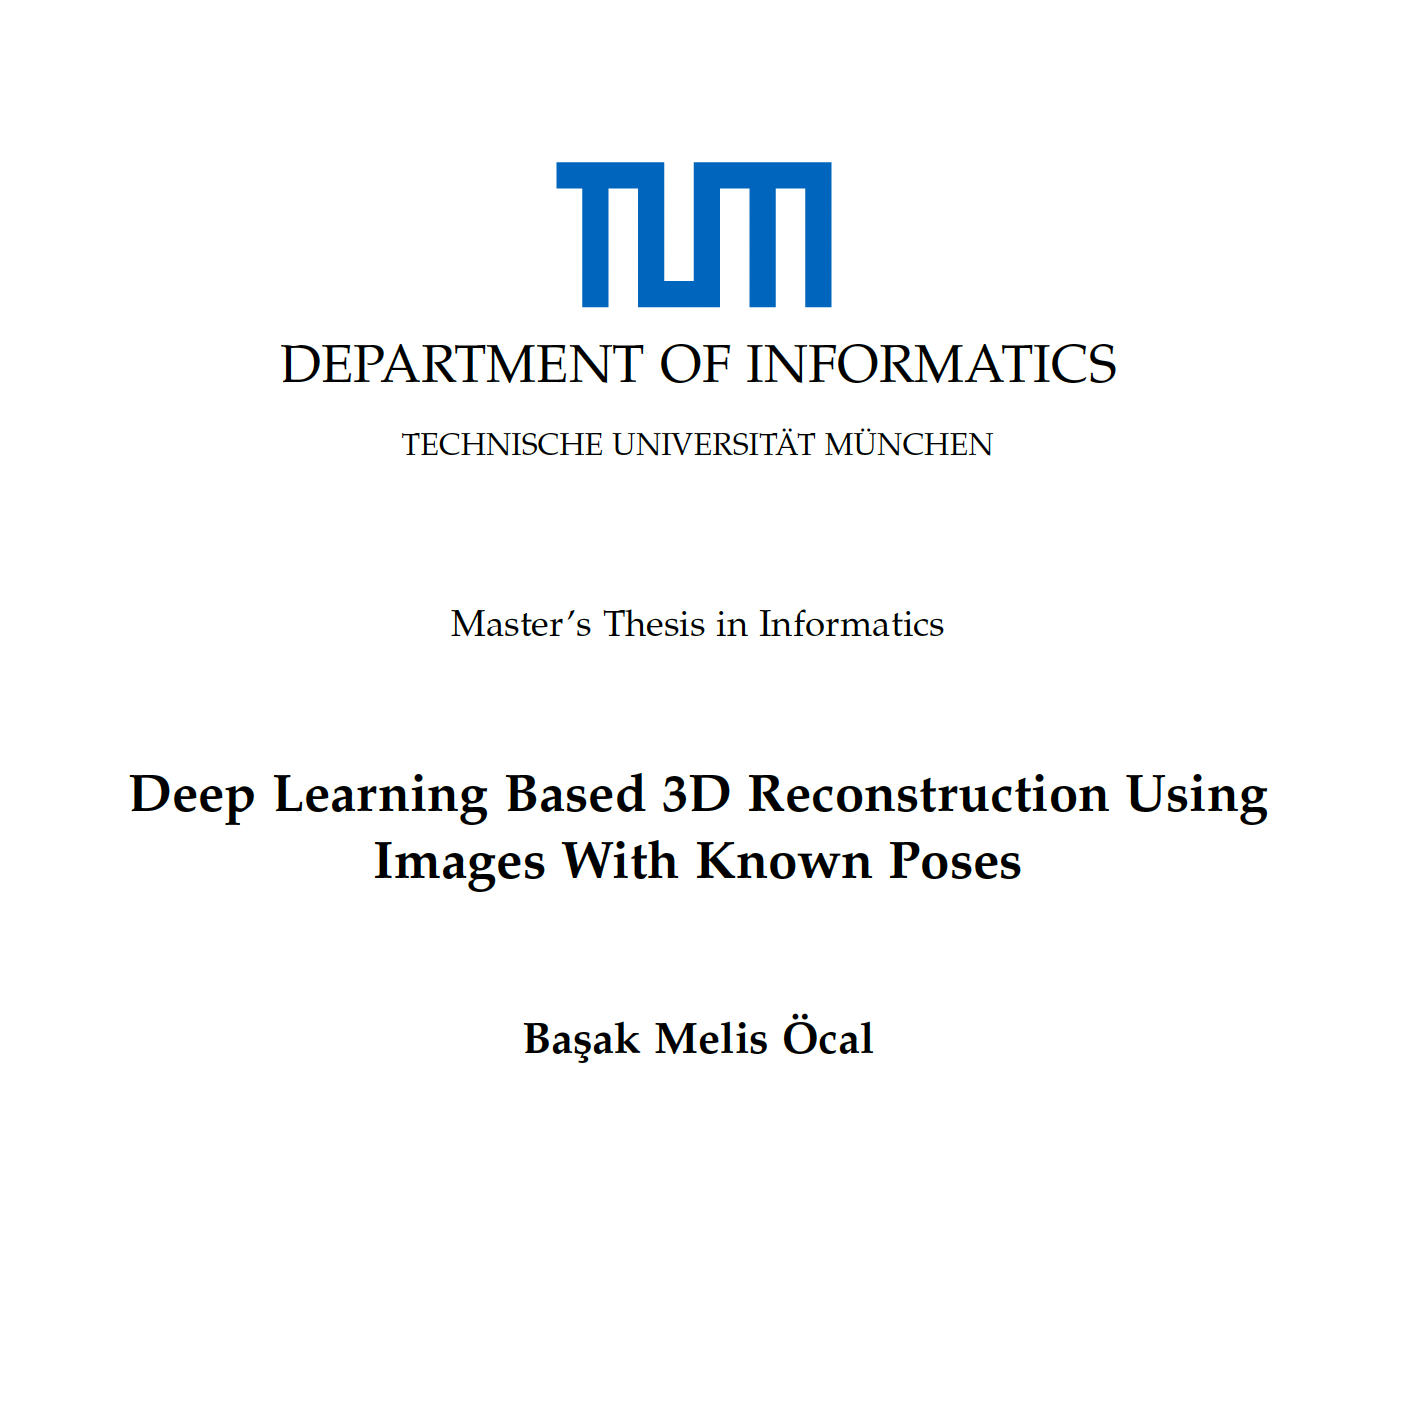 TUM
DEPARTMENT OF INFORMATICS
TECHNISCHE UNIVERSITÄT MÜNCHEN
Master's Thesis in Informatics
Deep Learning Based 3D Reconstruction Using
Images With Known Poses
Başak Melis Öcal